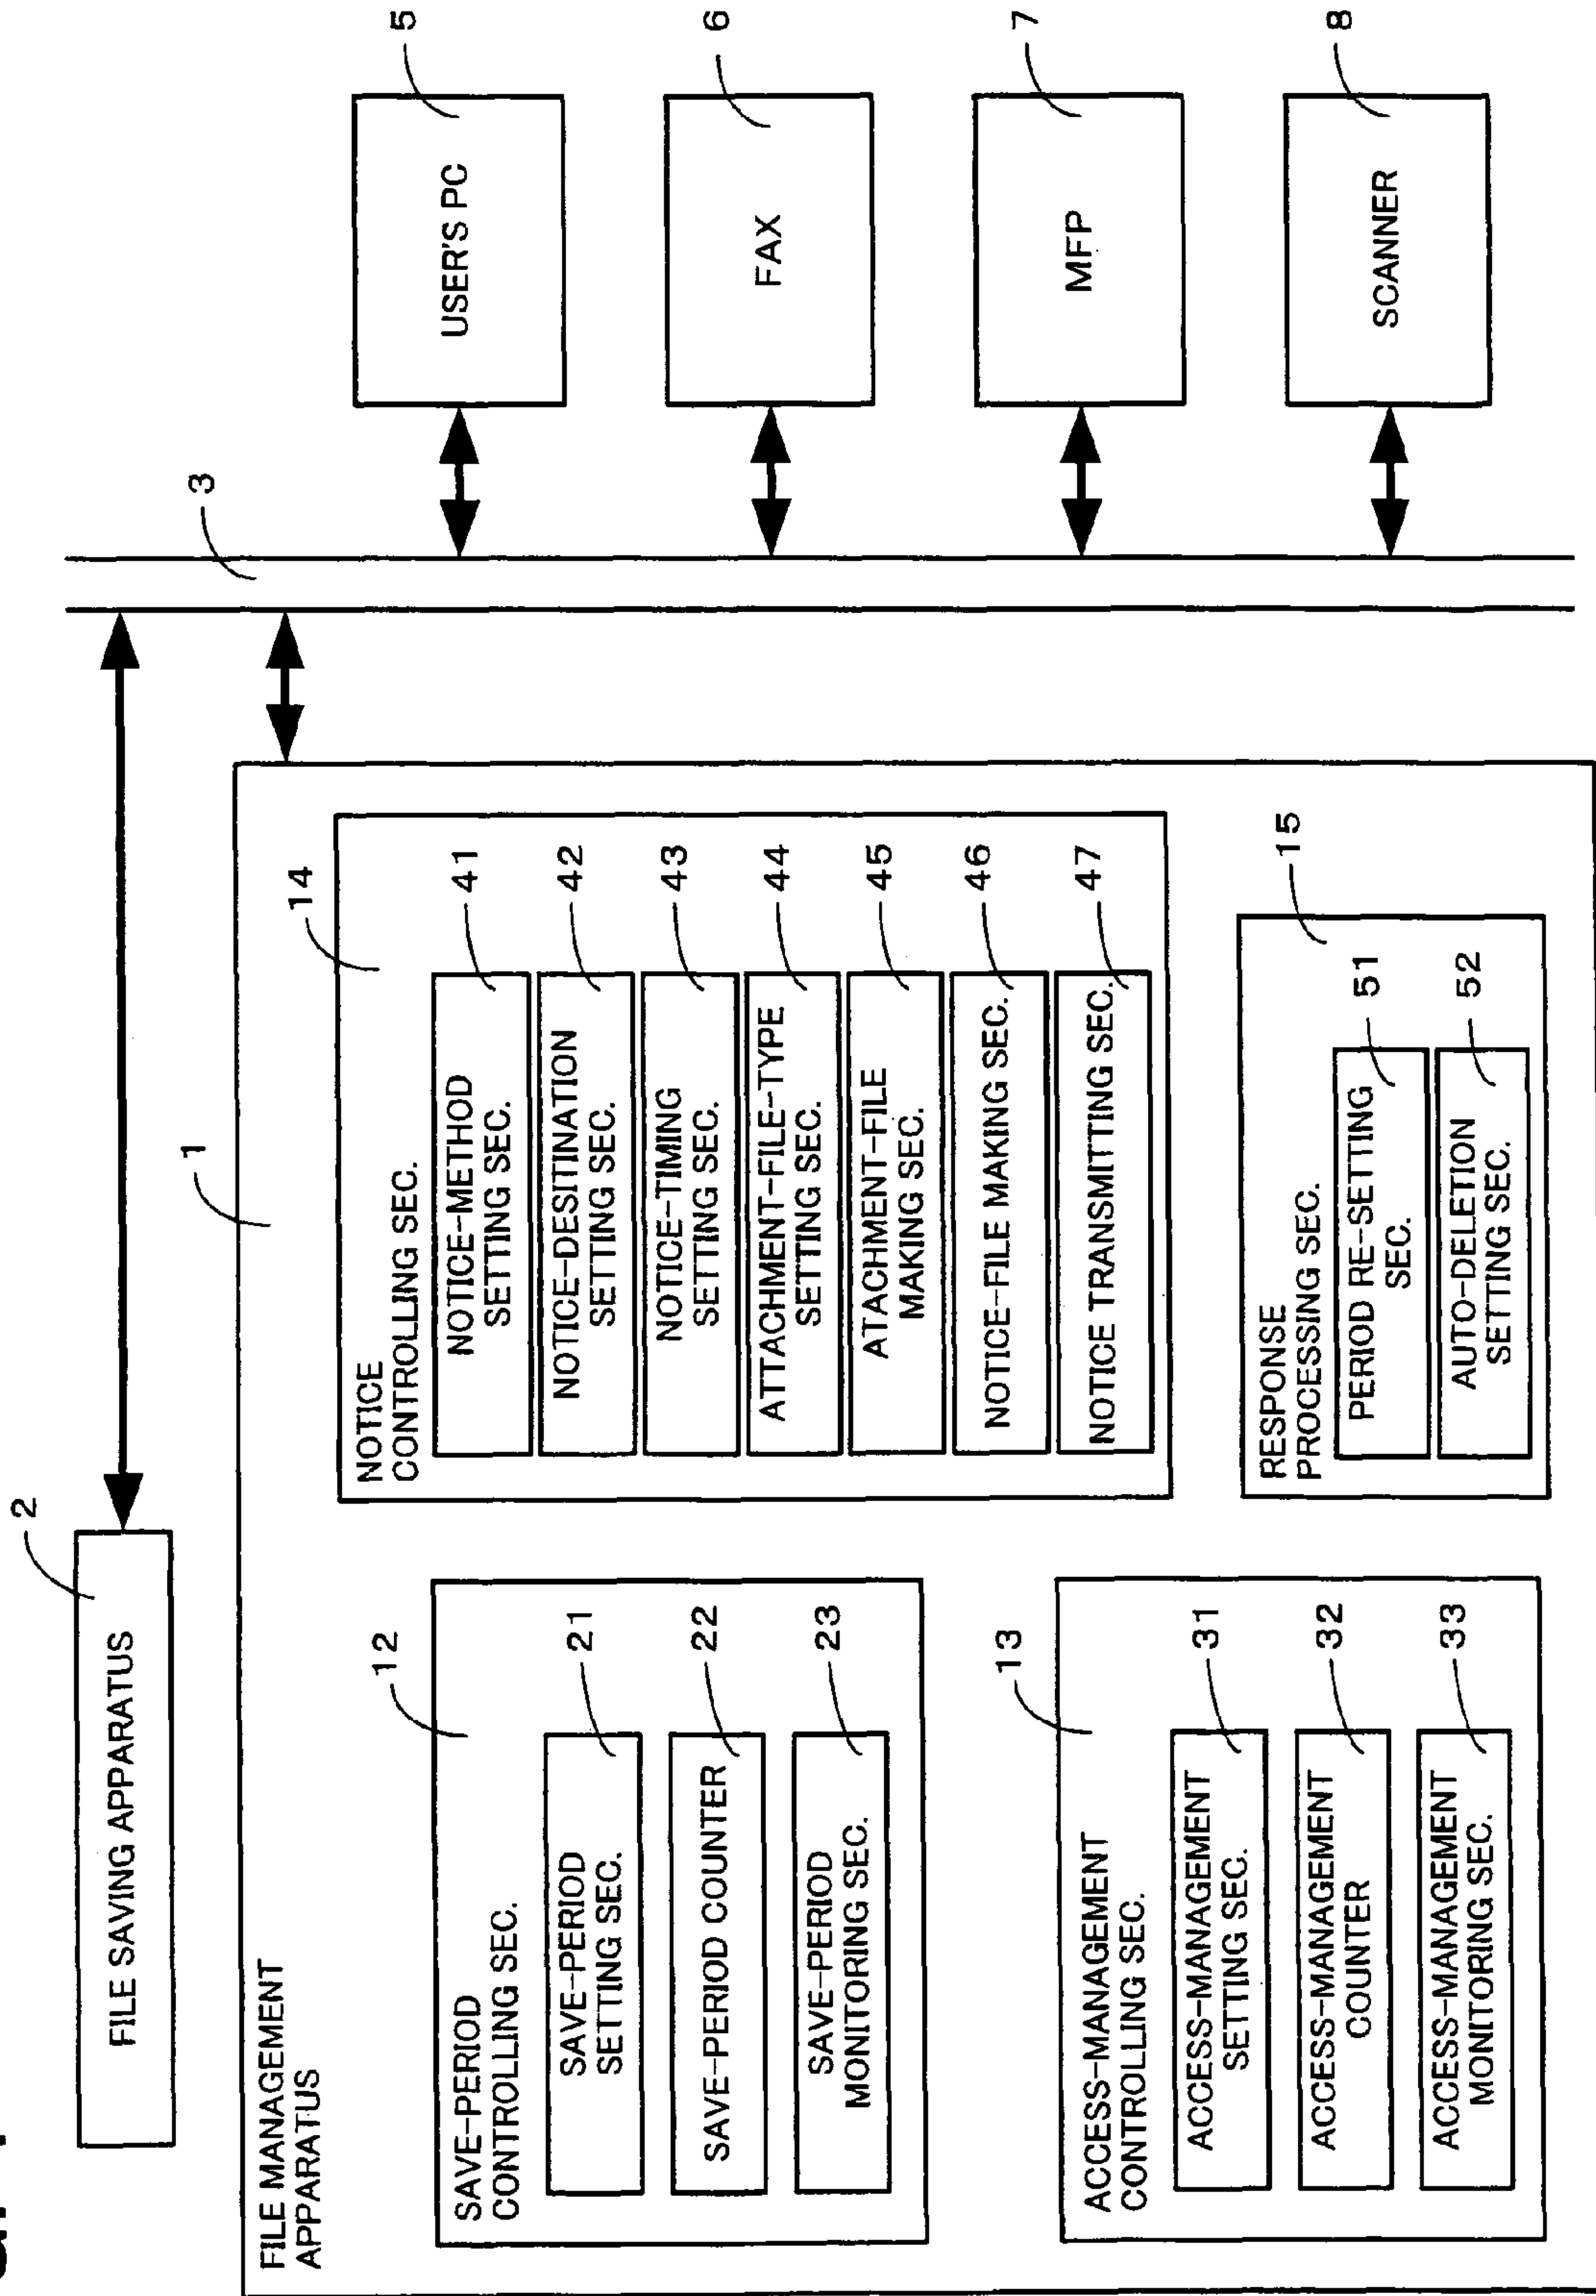 2
FILE SAVING APPARATUS
1
3
FILE MANAGEMENT
APPARATUS
12
SAVE-PERIOD
CONTROLLING SEC.
SAVE-PERIOD
SETTING SEC.
21
SAVE-PERIOD COUNTER
22
SAVE-PERIOD
MONITORING SEC.
23
13
ACCESS-MANAGEMENT
CONTROLLING SEC.
ACCESS-MANAGEMENT
SETTING SEC.
31
ACCESS-MANAGEMENT
COUNTER
32
ACCESS-MANAGEMENT
MONITORING SEC.
33
14
NOTICE
CONTROLLING SEC.
NOTICE-METHOD
SETTING SEC.
41
NOTICE-DESITINATION
SETTING SEC.
42
NOTICE-TIMING
SETTING SEC.
43
ATTACHMENT-FILE-TYPE
SETTING SEC.
44
ATACHMENT-FILE
MAKING SEC.
45
NOTICE-FILE MAKING SEC.
46
NOTICE TRANSMITTING SEC.
47
15
RESPONSE
PROCESSING SEC.
PERIOD RE-SETTING
SEC.
51
AUTO-DELETION
SETTING SEC.
52
USER'S PC
5
FAX
6
MFP
7
SCANNER
8